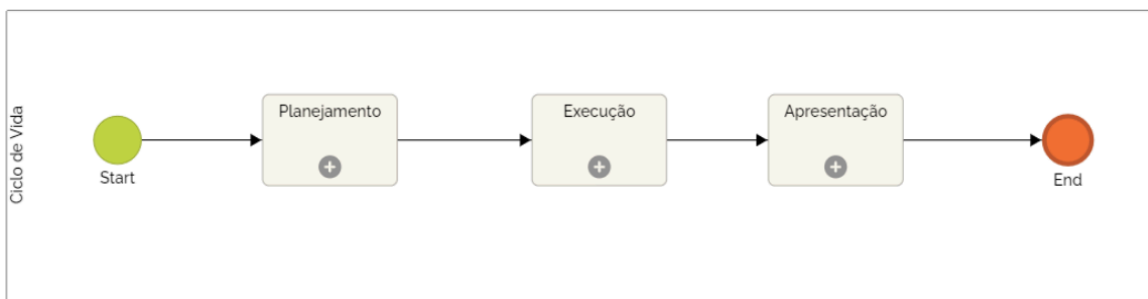 Ciclo de Vida
Start
Planejamento
Execução
Apresentação
End